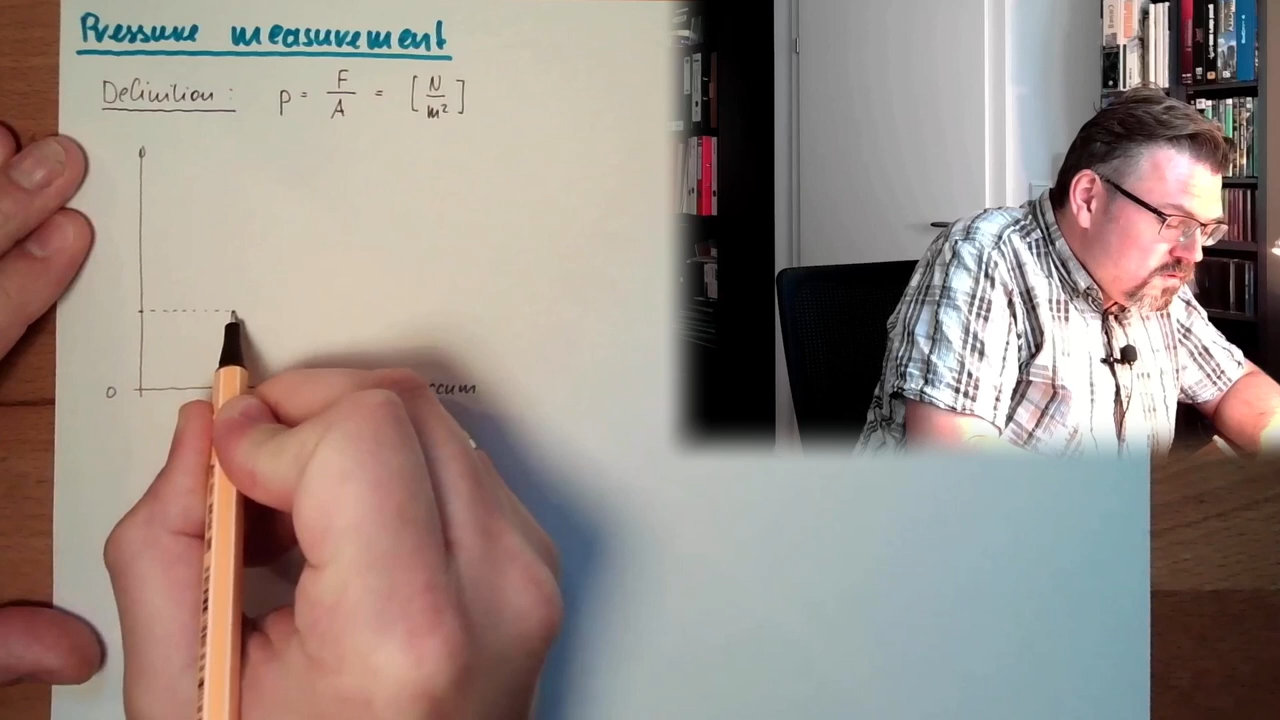 Pressure measurement
Definition: p = F/A = [N/m²]
0